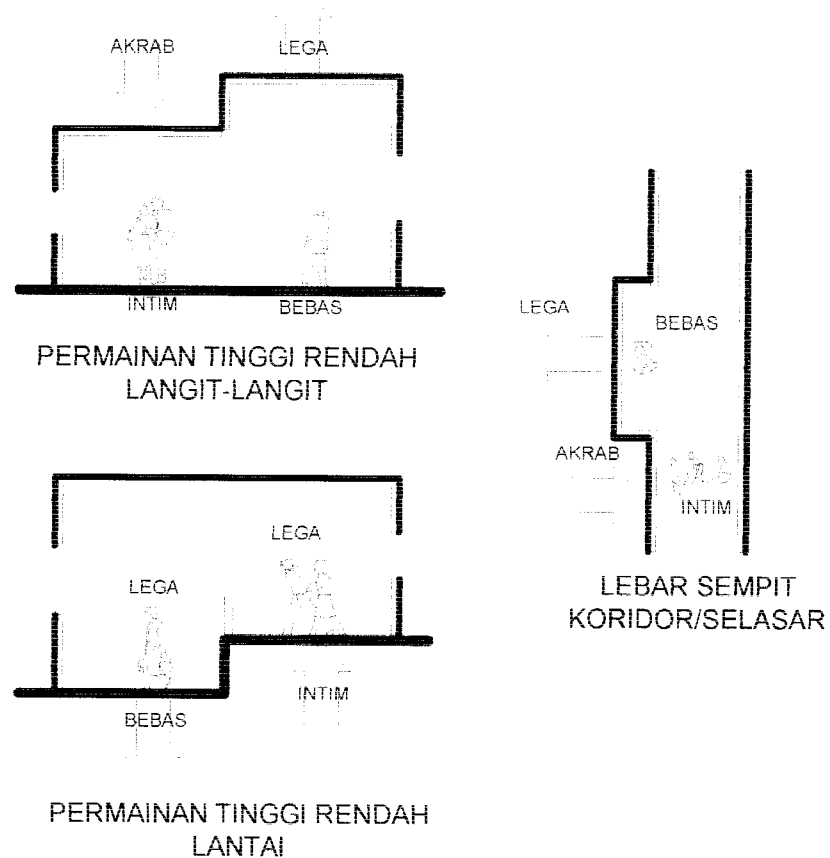 AKRAB LEGA
INTIM BEBAS
PERMAINAN TINGGI RENDAH
LANGIT-LANGIT
LEGA
LEGA
BEBAS
INTIM
PERMAINAN TINGGI RENDAH
LANTAI
LEGA BEBAS
AKRAB
INTIM
LEBAR SEMPIT
KORIDOR/SELASAR